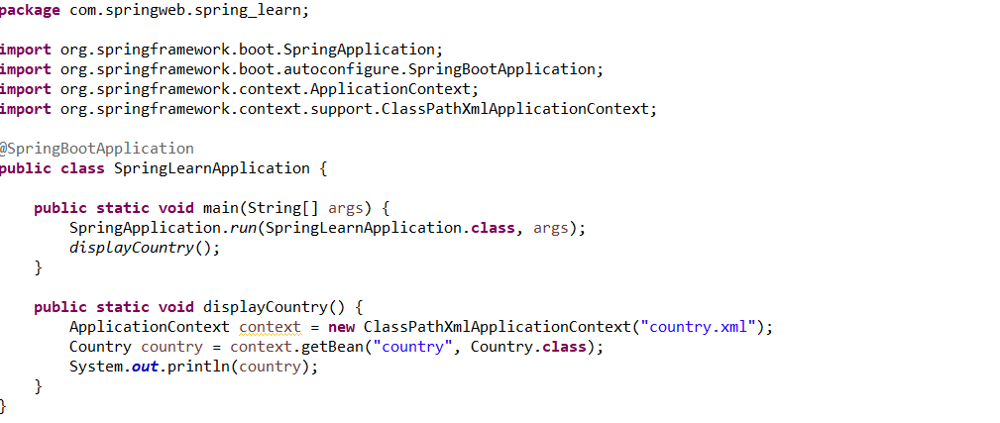 package com.springweb.spring_learn;
import org.springframework.boot.SpringApplication;
import org.springframework.boot.autoconfigure.SpringBootApplication;
import org.springframework.context.ApplicationContext;
import org.springframework.context.support.ClassPathXmlApplicationContext;
@SpringBootApplication
public class SpringLearnApplication {
public static void main(String[] args) {
SpringApplication.run(SpringLearnApplication.class, args);
displayCountry();
}
public static void displayCountry() {
ApplicationContext context = new ClassPathXmlApplicationContext("country.xml");
Country country = context.getBean("country", Country.class);
System.out.println(country);
}
}